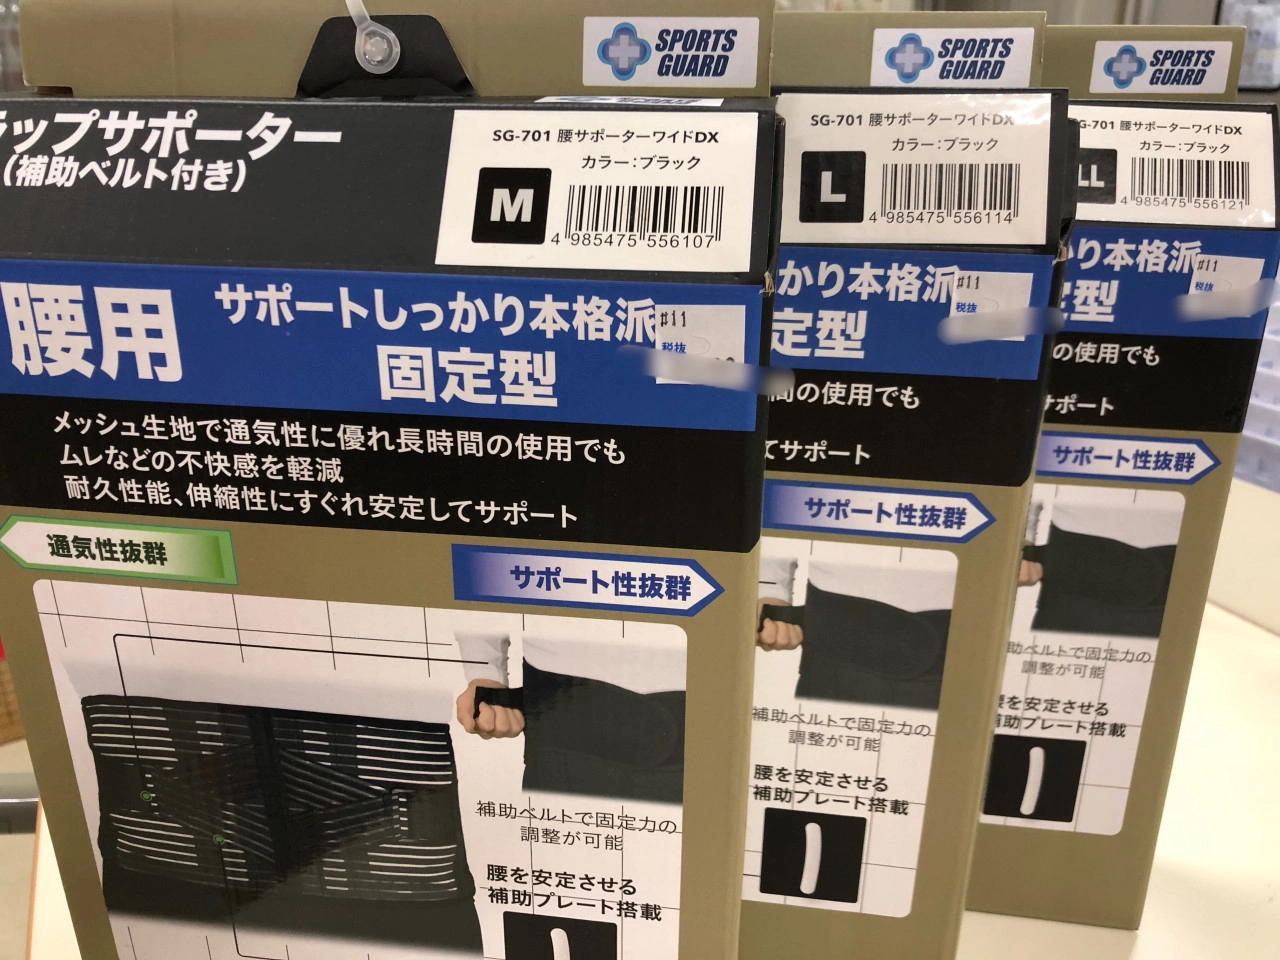 SPORTS
GUARD
ラップサポーター
(補助ベルト付き)
SG-701 腰サポーターワイドDX
カラー:ブラック
M
4 985475 556107
腰用
サポートしっかり本格派
固定型
#11
税抜
メッシュ生地で通気性に優れ長時間の使用でも
ムレなどの不快感を軽減
耐久性能、伸縮性にすぐれ安定してサポート
通気性抜群
サポート性抜群
補助ベルトで固定力の
調整が可能
腰を安定させる
補助プレート搭載
SPORTS
GUARD
SG-701 腰サポーターワイドDX
カラー:ブラック
L
4 985475 556114
かり本格派
定型
#11
税抜
間の使用でも
てサポート
サポート性抜群
補助ベルトで固定力の
調整が可能
腰を安定させる
補助プレート搭載
SPORTS
GUARD
G-701 腰サポーターワイドDX
カラー:ブラック
LL
4 985475 556121
かり本格派
定型
#11
税抜
の使用でも
サポート
サポート性抜群
助ベルトで固定力の
調整が可能
腰を安定させる
補助プレート搭載